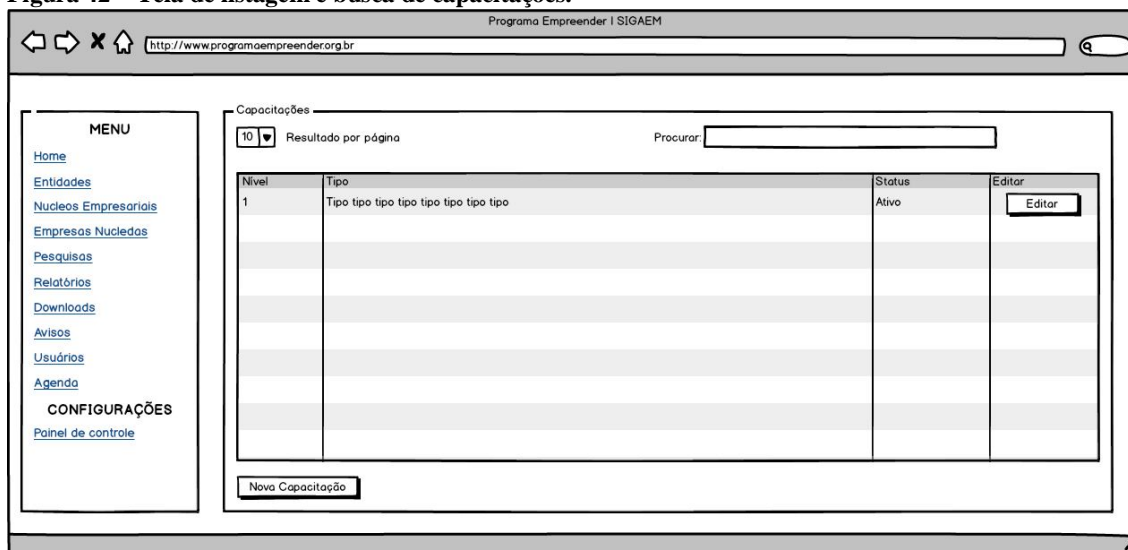 Figura 42 – Tela de listagem e busca de capacitações.
Programa Empreender | SIGAEM
http://www.programaempreender.org.br
MENU
Home
Entidades
Nucleos Empresariais
Empresas Nucledas
Pesquisas
Relatórios
Downloads
Avisos
Usuários
Agenda
CONFIGURAÇÕES
Painel de controle
Capacitações
10 Resultado por página Procurar:
Nível Tipo Status Editar
1 Tipo tipo tipo tipo tipo tipo tipo tipo Ativo Editar
Nova Capacitação